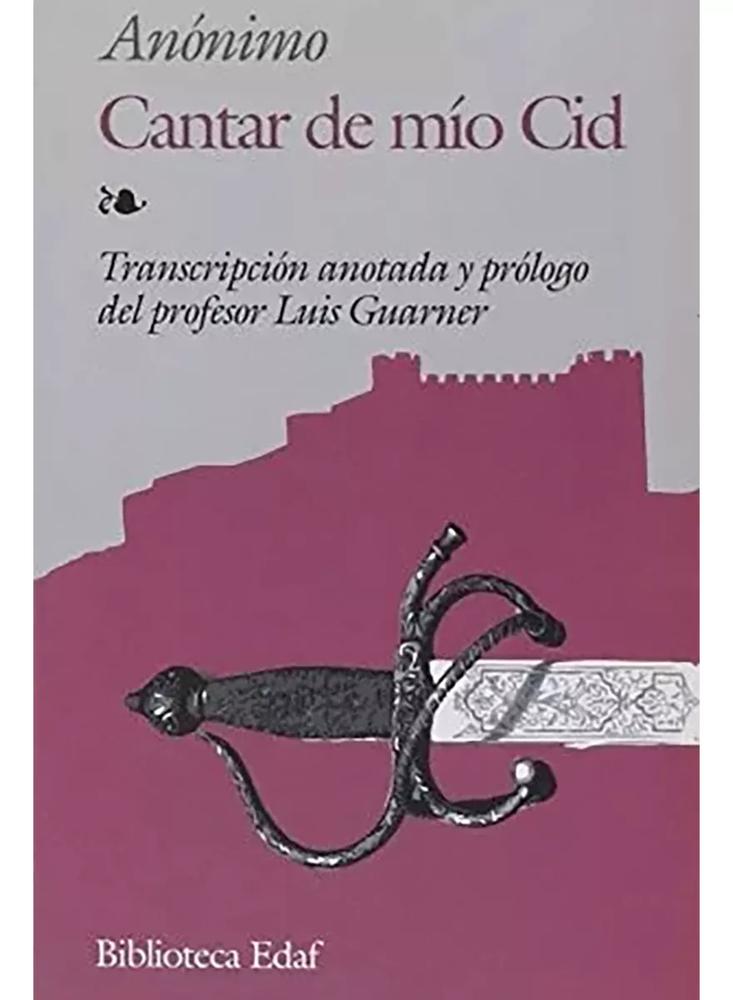 Anónimo
Cantar de mío Cid
Transcripción anotada y prólogo
del profesor Luis Guarner
Biblioteca Edaf